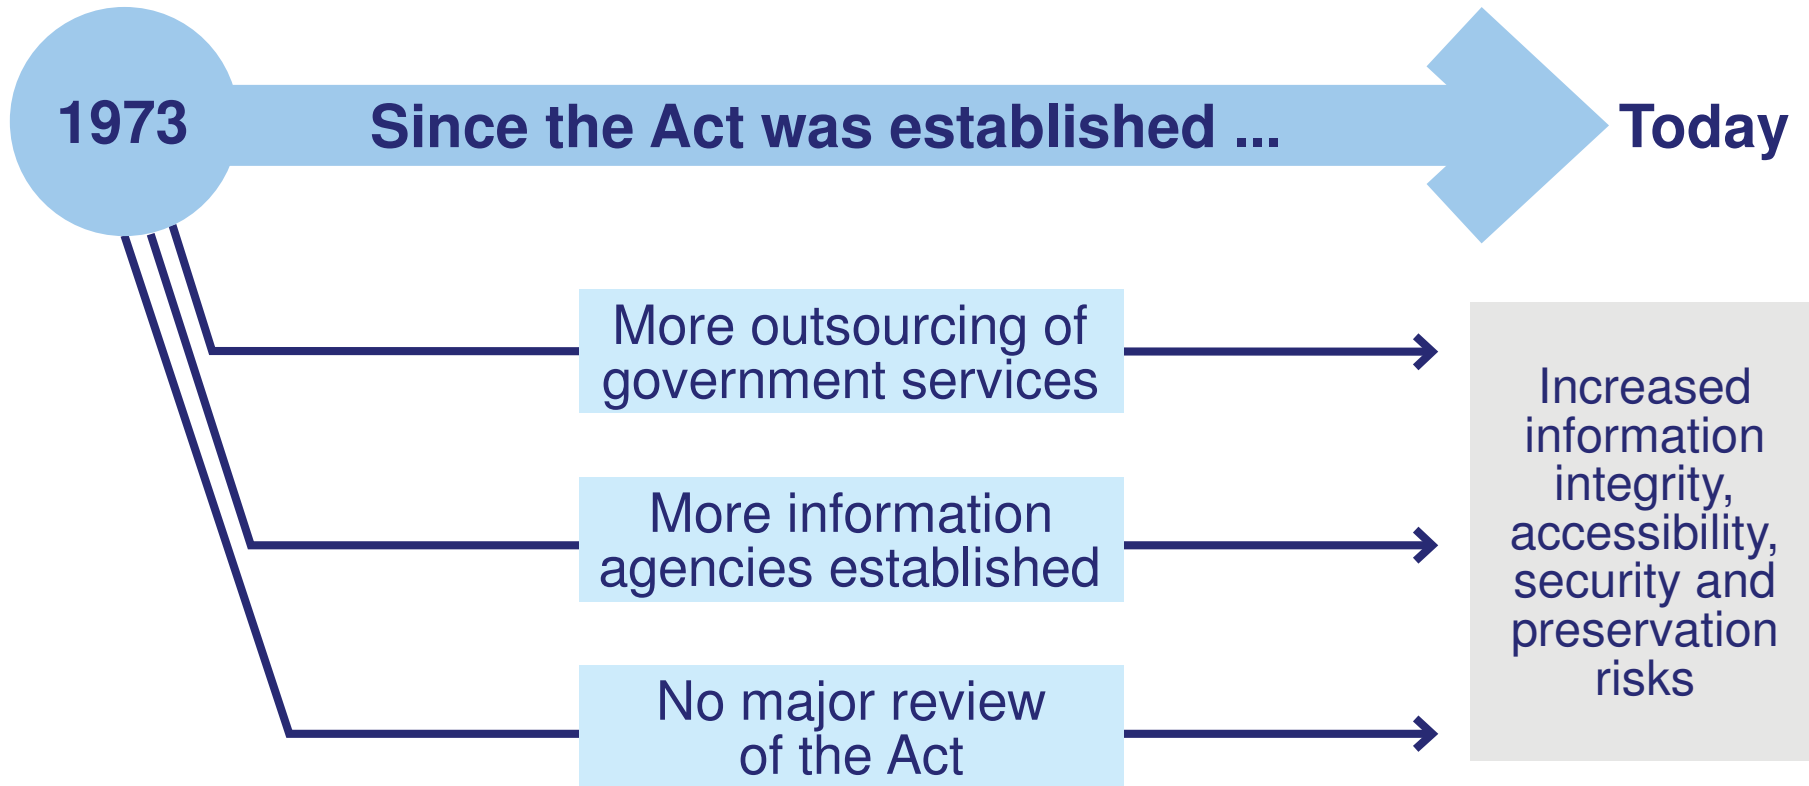 1973
Since the Act was established ...
Today
More outsourcing of
government services
More information
agencies established
No major review
of the Act
Increased
information
integrity,
accessibility,
security and
preservation
risks